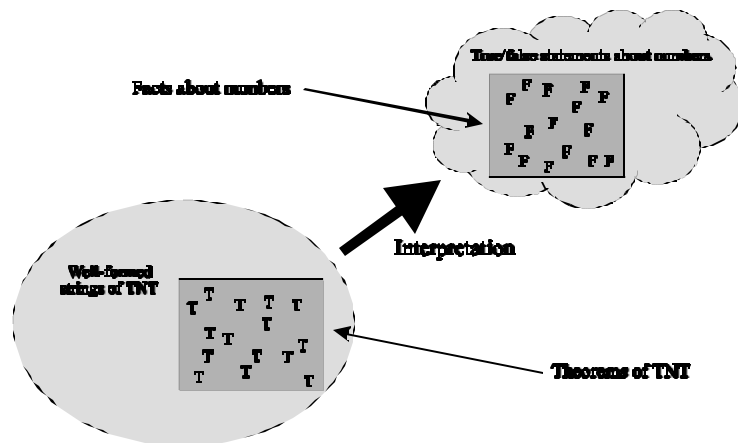 True/false statements about numbers.
Facts about numbers
F F F
F F
F
F
F F
F F
F F F F
Interpretation
Well-formed
strings of TNT
T
T T T T
T
T T
T
T T T
T T T
Theorems of TNT